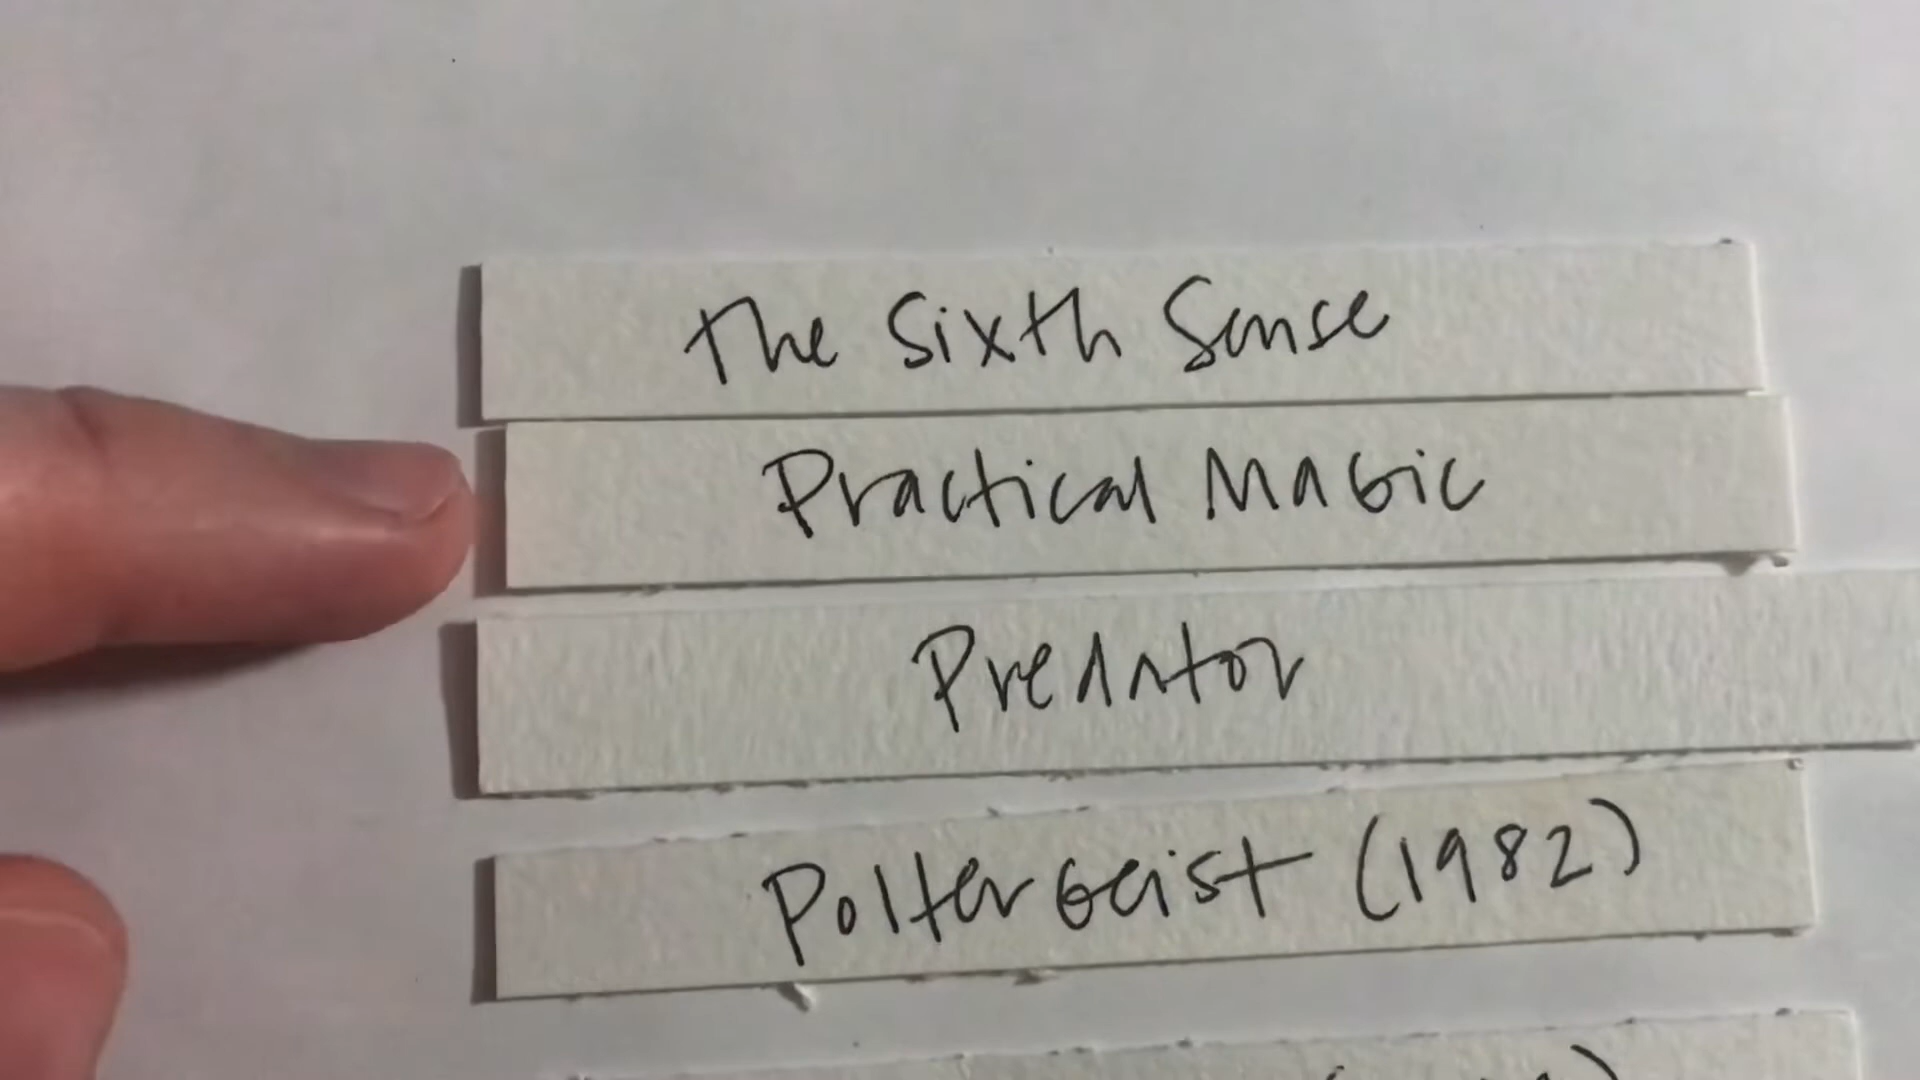 The Sixth Sense
Practical Magic
Predator
Poltergeist (1982)